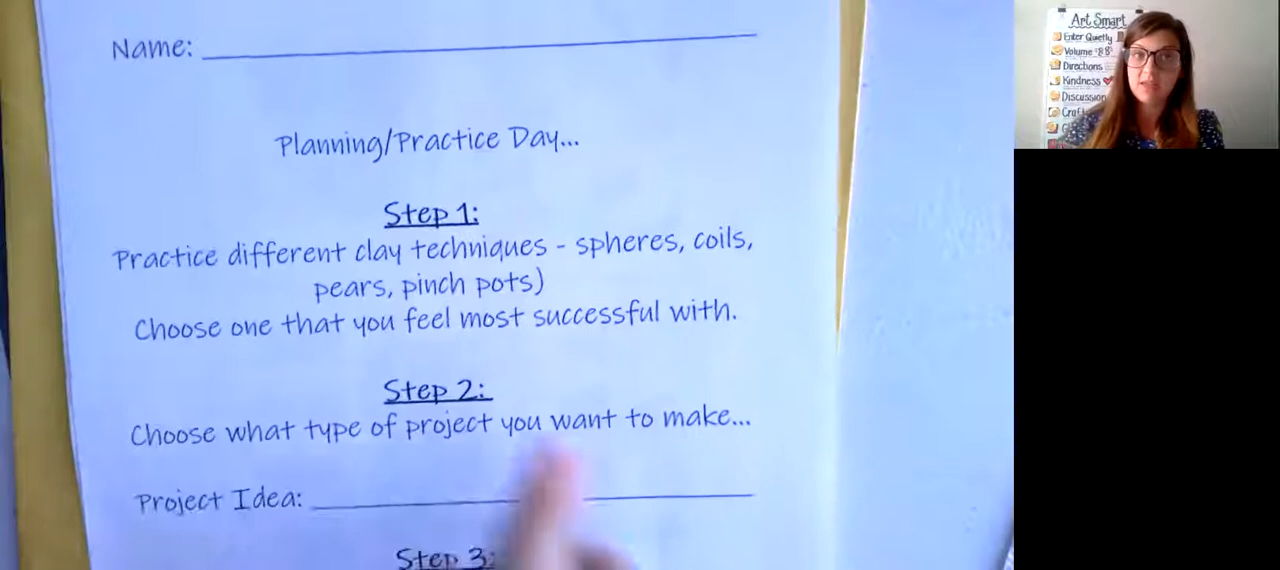 Name:
Planning/Practice Day...
Step 1:
Practice different clay techniques - spheres, coils,
pears, pinch pots)
Choose one that you feel most successful with.
Step 2:
Choose what type of project you want to make...
Project Idea:
Step 3:
Art Smart
Enter Quietly
Volume
Directions
Kindness
Discussion